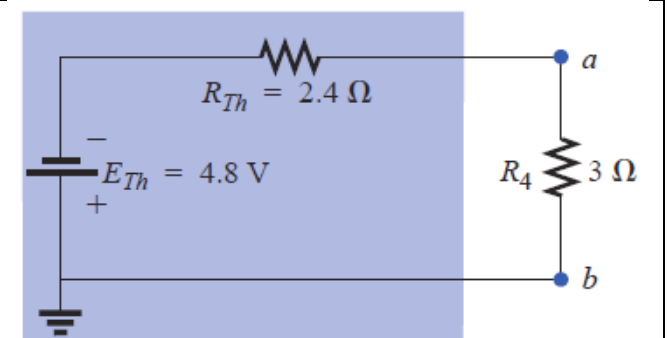 a
R_Th = 2.4 Ω
−
E_Th = 4.8 V
R_4 3 Ω
+
b